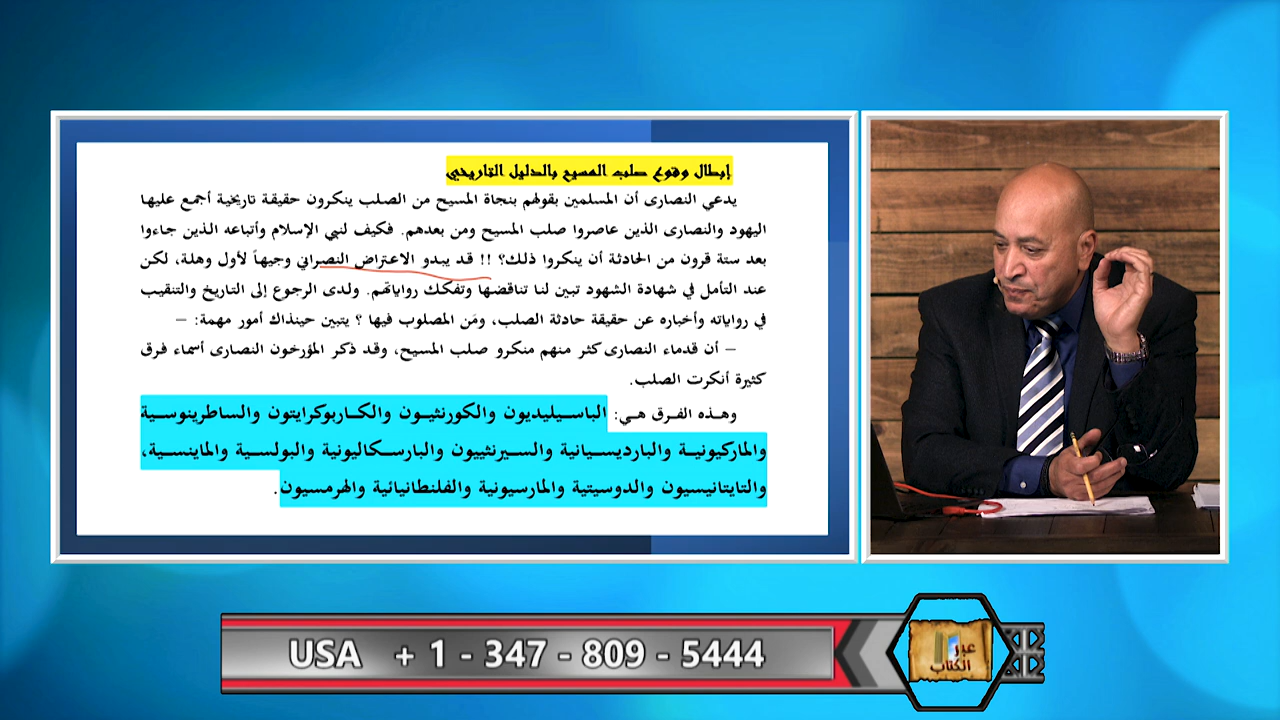 إبطال وقوع صلب المسيح بالدليل التاريخي
يدعي النصارى أن المسلمين بقولهم بنجاة المسيح من الصلب ينكرون حقيقة تاريخية أجمع عليها
اليهود والنصارى الذين عاصروا صلب المسيح ومن بعدهم. فكيف لنبي الإسلام وأتباعه الذين جاءوا
بعد ستة قرون من الحادثة أن ينكروا ذلك؟ !! قد يبدو الاعتراض النصراني وجيهاً لأول وهلة، لكن
عند التأمل في شهادة الشهود تبين لنا تناقضها وتفكك رواياتهم. ولدى الرجوع إلى التاريخ والتنقيب
في رواياته وأخباره عن حقيقة حادثة الصلب، ومَن المصلوب فيها ؟ يتبين حينذاك أمور مهمة: –
– أن قدماء النصارى كثر منهم منكرو صلب المسيح، وقد ذكر المؤرخون النصارى أسماء فرق
كثيرة أنكرت الصلب.
وهذه الفرق هي: الباسيليديون والكورنثيون والكاربوكرايتون والساطرينوسية
والماركيونية والبارديسيانية والسيرنثييون والبارسكاليونية والبولسية والماينسية،
والتايتانيسيون والدوسيتية والمارسيونية والفلنطانيائية والهرمسيون.
USA + 1 - 347 - 809 - 5444
عبر
الكتاب